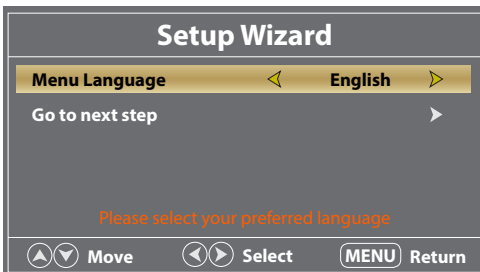 Setup Wizard
Menu Language English
Go to next step
Please select your preferred language
Move Select MENU Return